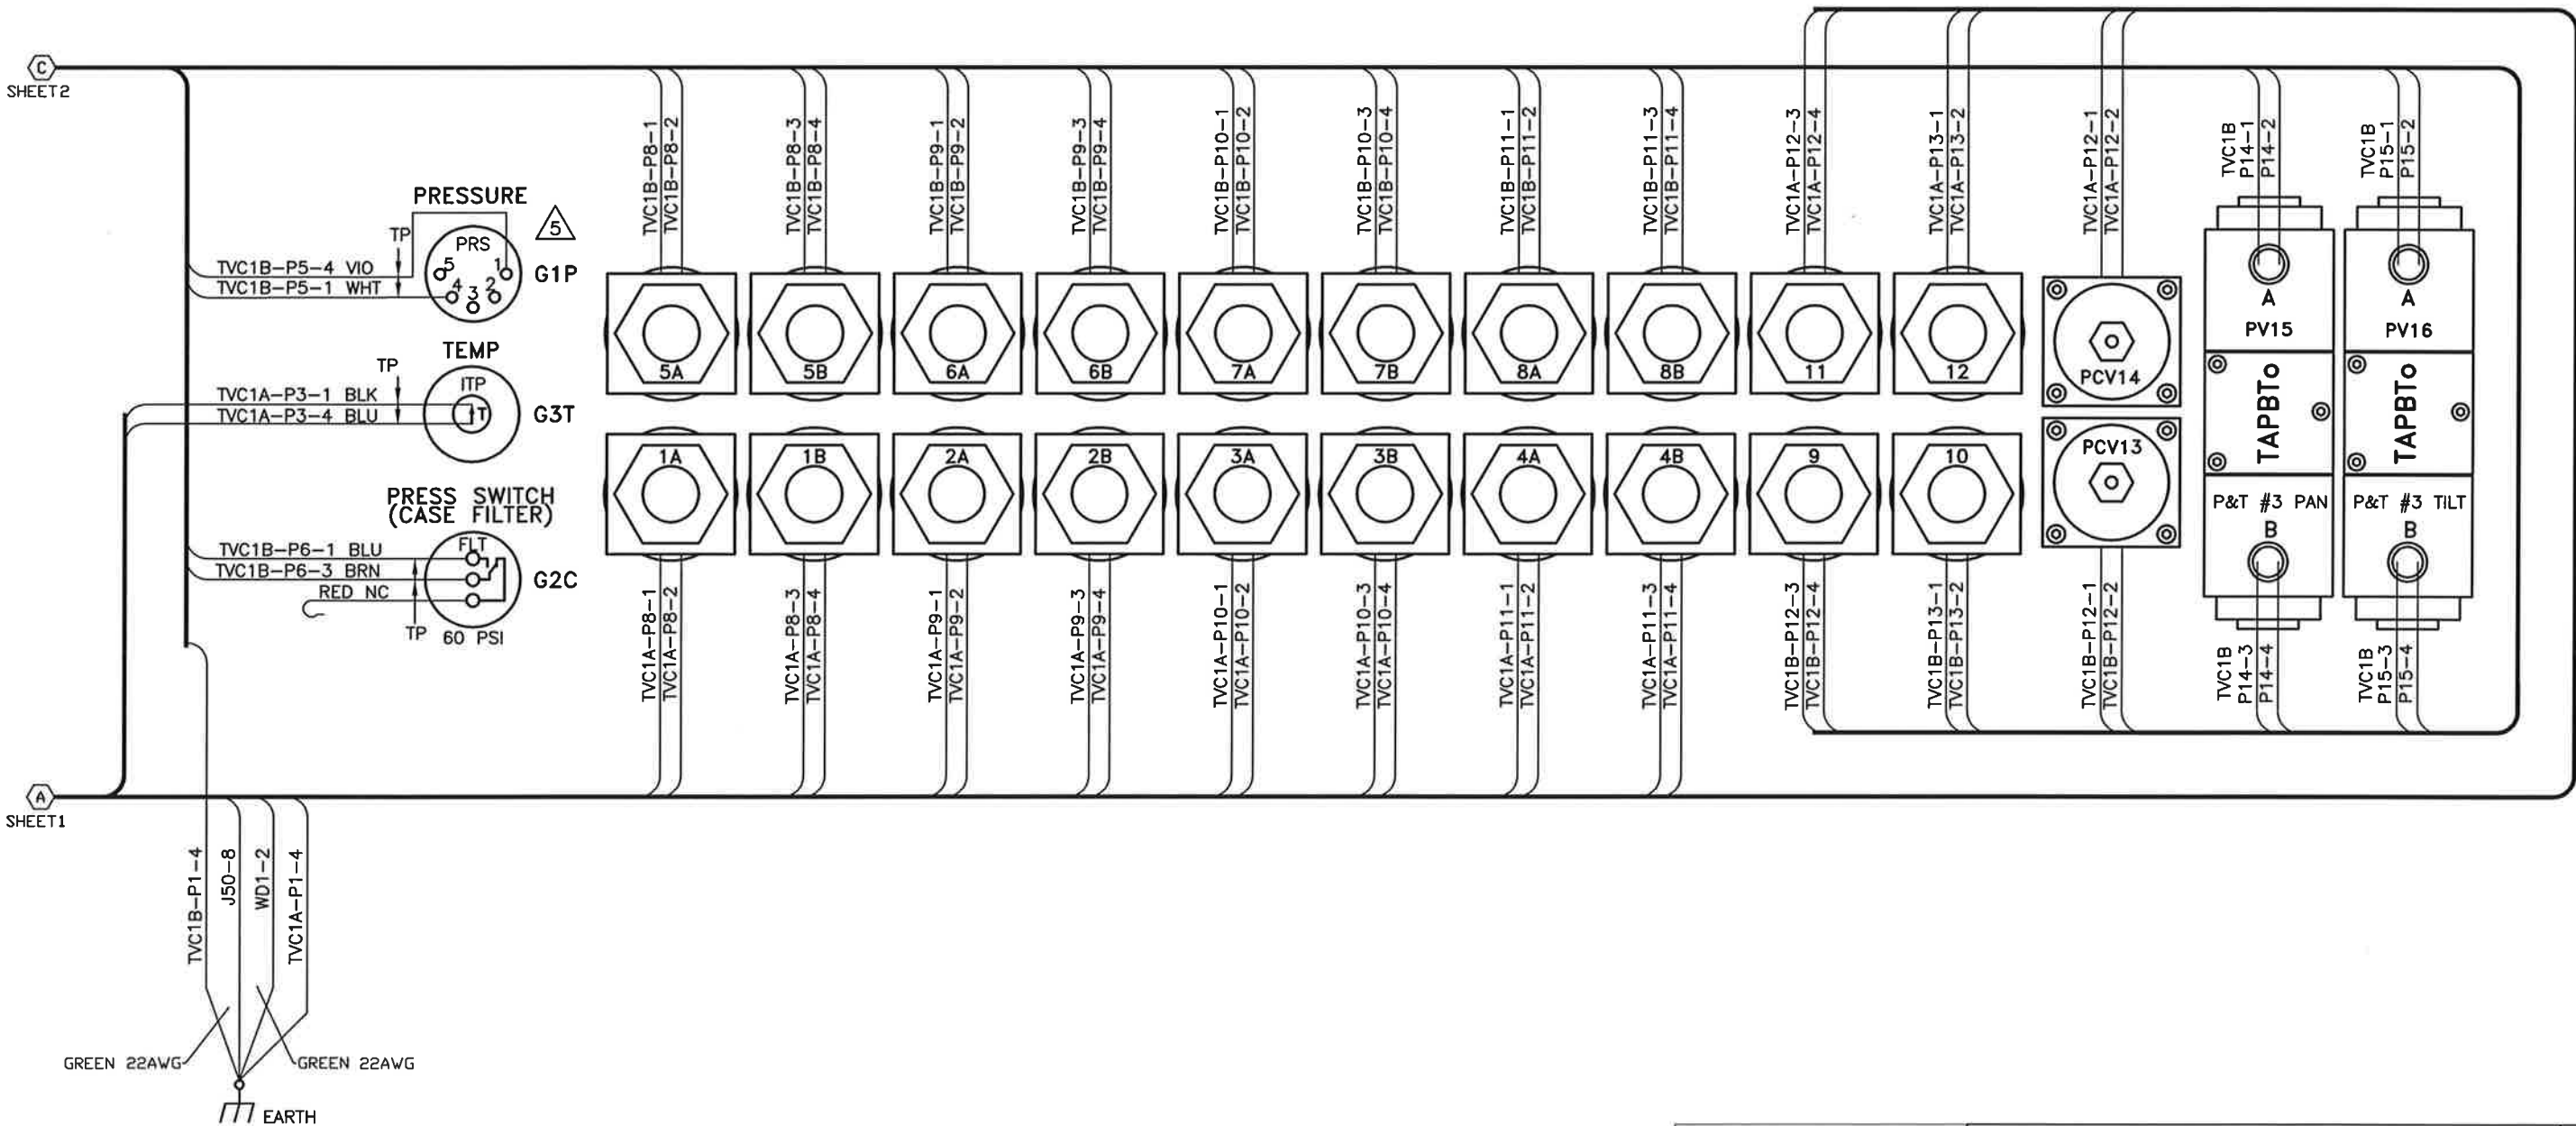 C
SHEET2
TVC1B-P8-1
TVC1B-P8-2
TVC1B-P8-3
TVC1B-P8-4
TVC1B-P9-1
TVC1B-P9-2
TVC1B-P9-3
TVC1B-P9-4
TVC1B-P10-1
TVC1B-P10-2
TVC1B-P10-3
TVC1B-P10-4
TVC1B-P11-1
TVC1B-P11-2
TVC1B-P11-3
TVC1B-P11-4
TVC1A-P12-3
TVC1A-P12-4
TVC1A-P13-1
TVC1A-P13-2
TVC1A-P12-1
TVC1A-P12-2
TVC1B
P14-1
P14-2
TVC1B
P15-1
P15-2
PRESSURE
5
TP
PRS
5
1
4
3
2
G1P
TVC1B-P5-4 VIO
TVC1B-P5-1 WHT
TEMP
TP
ITP
T
G3T
TVC1A-P3-1 BLK
TVC1A-P3-4 BLU
PRESS SWITCH
(CASE FILTER)
FLT
G2C
TVC1B-P6-1 BLU
TVC1B-P6-3 BRN
RED NC
TP
60 PSI
5A
5B
6A
6B
7A
7B
8A
8B
11
12
PCV14
A
PV15
A
PV16
1A
1B
2A
2B
3A
3B
4A
4B
9
10
PCV13
TAPBTo
TAPBTo
P&T #3 PAN
B
P&T #3 TILT
B
TVC1A-P8-1
TVC1A-P8-2
TVC1A-P8-3
TVC1A-P8-4
TVC1A-P9-1
TVC1A-P9-2
TVC1A-P9-3
TVC1A-P9-4
TVC1A-P10-1
TVC1A-P10-2
TVC1A-P10-3
TVC1A-P10-4
TVC1A-P11-1
TVC1A-P11-2
TVC1A-P11-3
TVC1A-P11-4
TVC1B-P12-3
TVC1B-P12-4
TVC1B-P13-1
TVC1B-P13-2
TVC1B-P12-1
TVC1B-P12-2
TVC1B
P14-3
P14-4
TVC1B
P15-3
P15-4
A
SHEET1
TVC1B-P1-4
J50-8
WD1-2
TVC1A-P1-4
GREEN 22AWG
GREEN 22AWG
EARTH